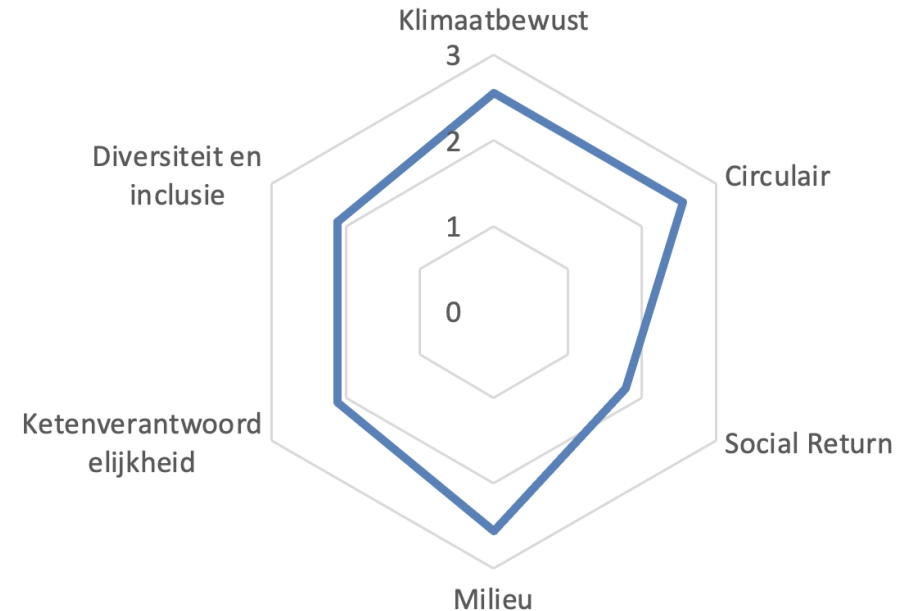 Klimaatbewust
3
2
1
0
Diversiteit en
inclusie
Circulair
Ketenverantwoord
elijkheid
Social Return
Milieu